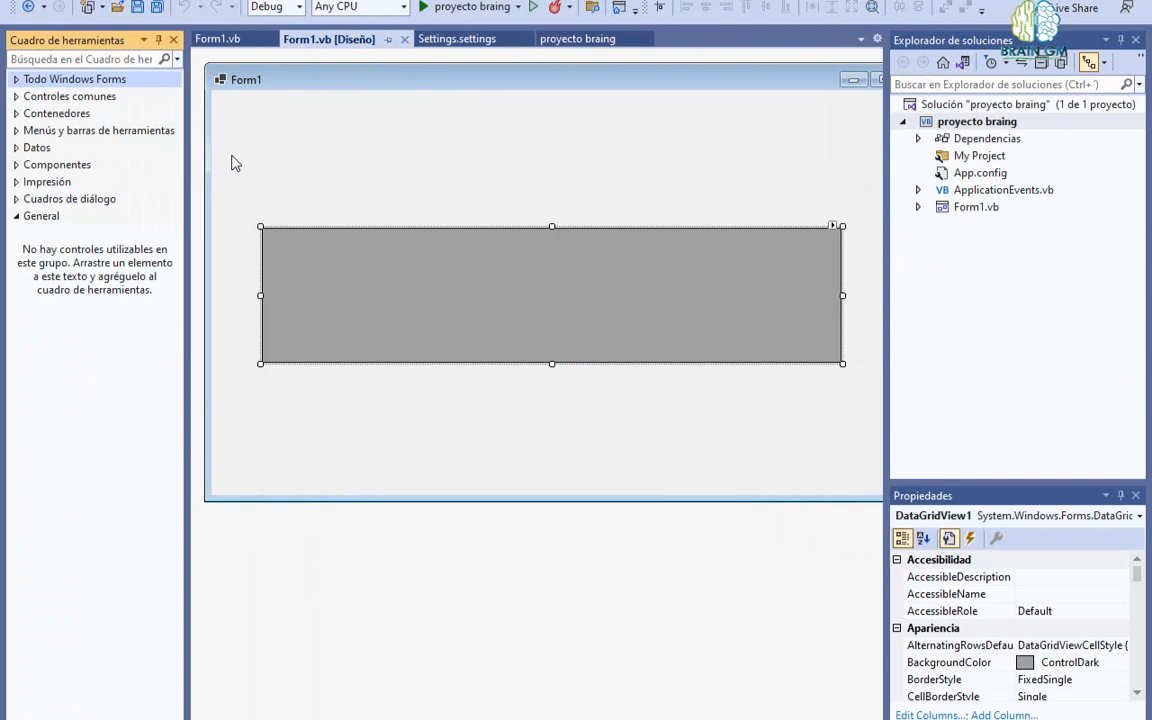 Debug
Any CPU
proyecto braing
Live Share
BRAIN GM
Cuadro de herramientas
Form1.vb
Form1.vb [Diseño]
Settings.settings
proyecto braing
Explorador de soluciones
Búsqueda en el Cuadro de her
Todo Windows Forms
Controles comunes
Contenedores
Menús y barras de herramientas
Datos
Componentes
Impresión
Cuadros de diálogo
General
No hay controles utilizables en
este grupo. Arrastre un elemento
a este texto y agréguelo al
cuadro de herramientas.
Form1
Buscar en Explorador de soluciones (Ctrl+´)
Solución "proyecto braing" (1 de 1 proyecto)
VB proyecto braing
Dependencias
My Project
App.config
VB ApplicationEvents.vb
Form1.vb
Propiedades
DataGridView1 System.Windows.Forms.DataGric
Accesibilidad
AccessibleDescription
AccessibleName
AccessibleRole Default
Apariencia
AlternatingRowsDefau DataGridViewCellStyle {
BackgroundColor ControlDark
BorderStyle FixedSingle
CellBorderStyle Single
Edit Columns..., Add Column...